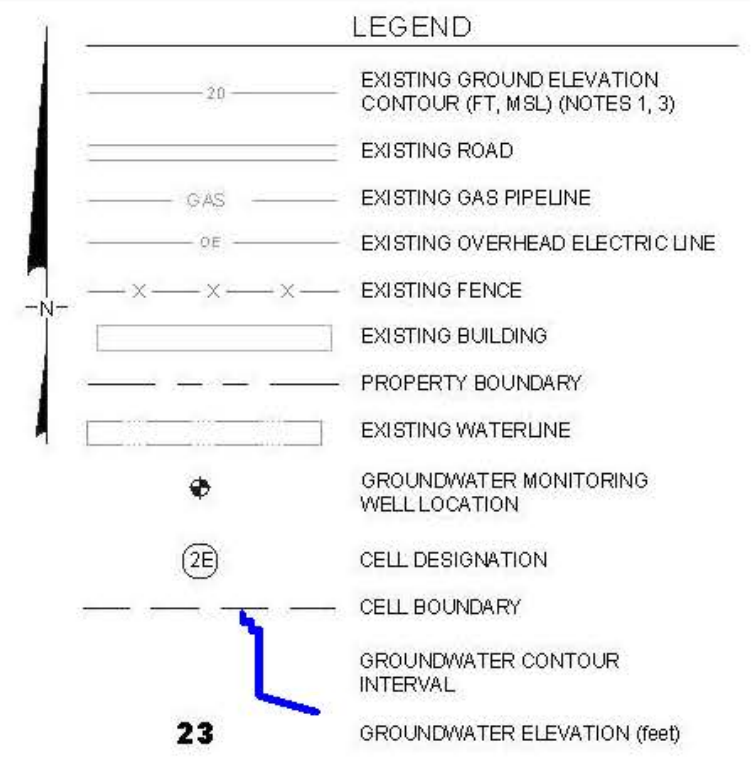 LEGEND
20
EXISTING GROUND ELEVATION
CONTOUR (FT, MSL) (NOTES 1, 3)
EXISTING ROAD
GAS
EXISTING GAS PIPELINE
OE
EXISTING OVERHEAD ELECTRIC LINE
X X X
EXISTING FENCE
N
EXISTING BUILDING
PROPERTY BOUNDARY
EXISTING WATERLINE
GROUNDWATER MONITORING
WELL LOCATION
2E
CELL DESIGNATION
CELL BOUNDARY
GROUNDWATER CONTOUR
INTERVAL
23
GROUNDWATER ELEVATION (feet)